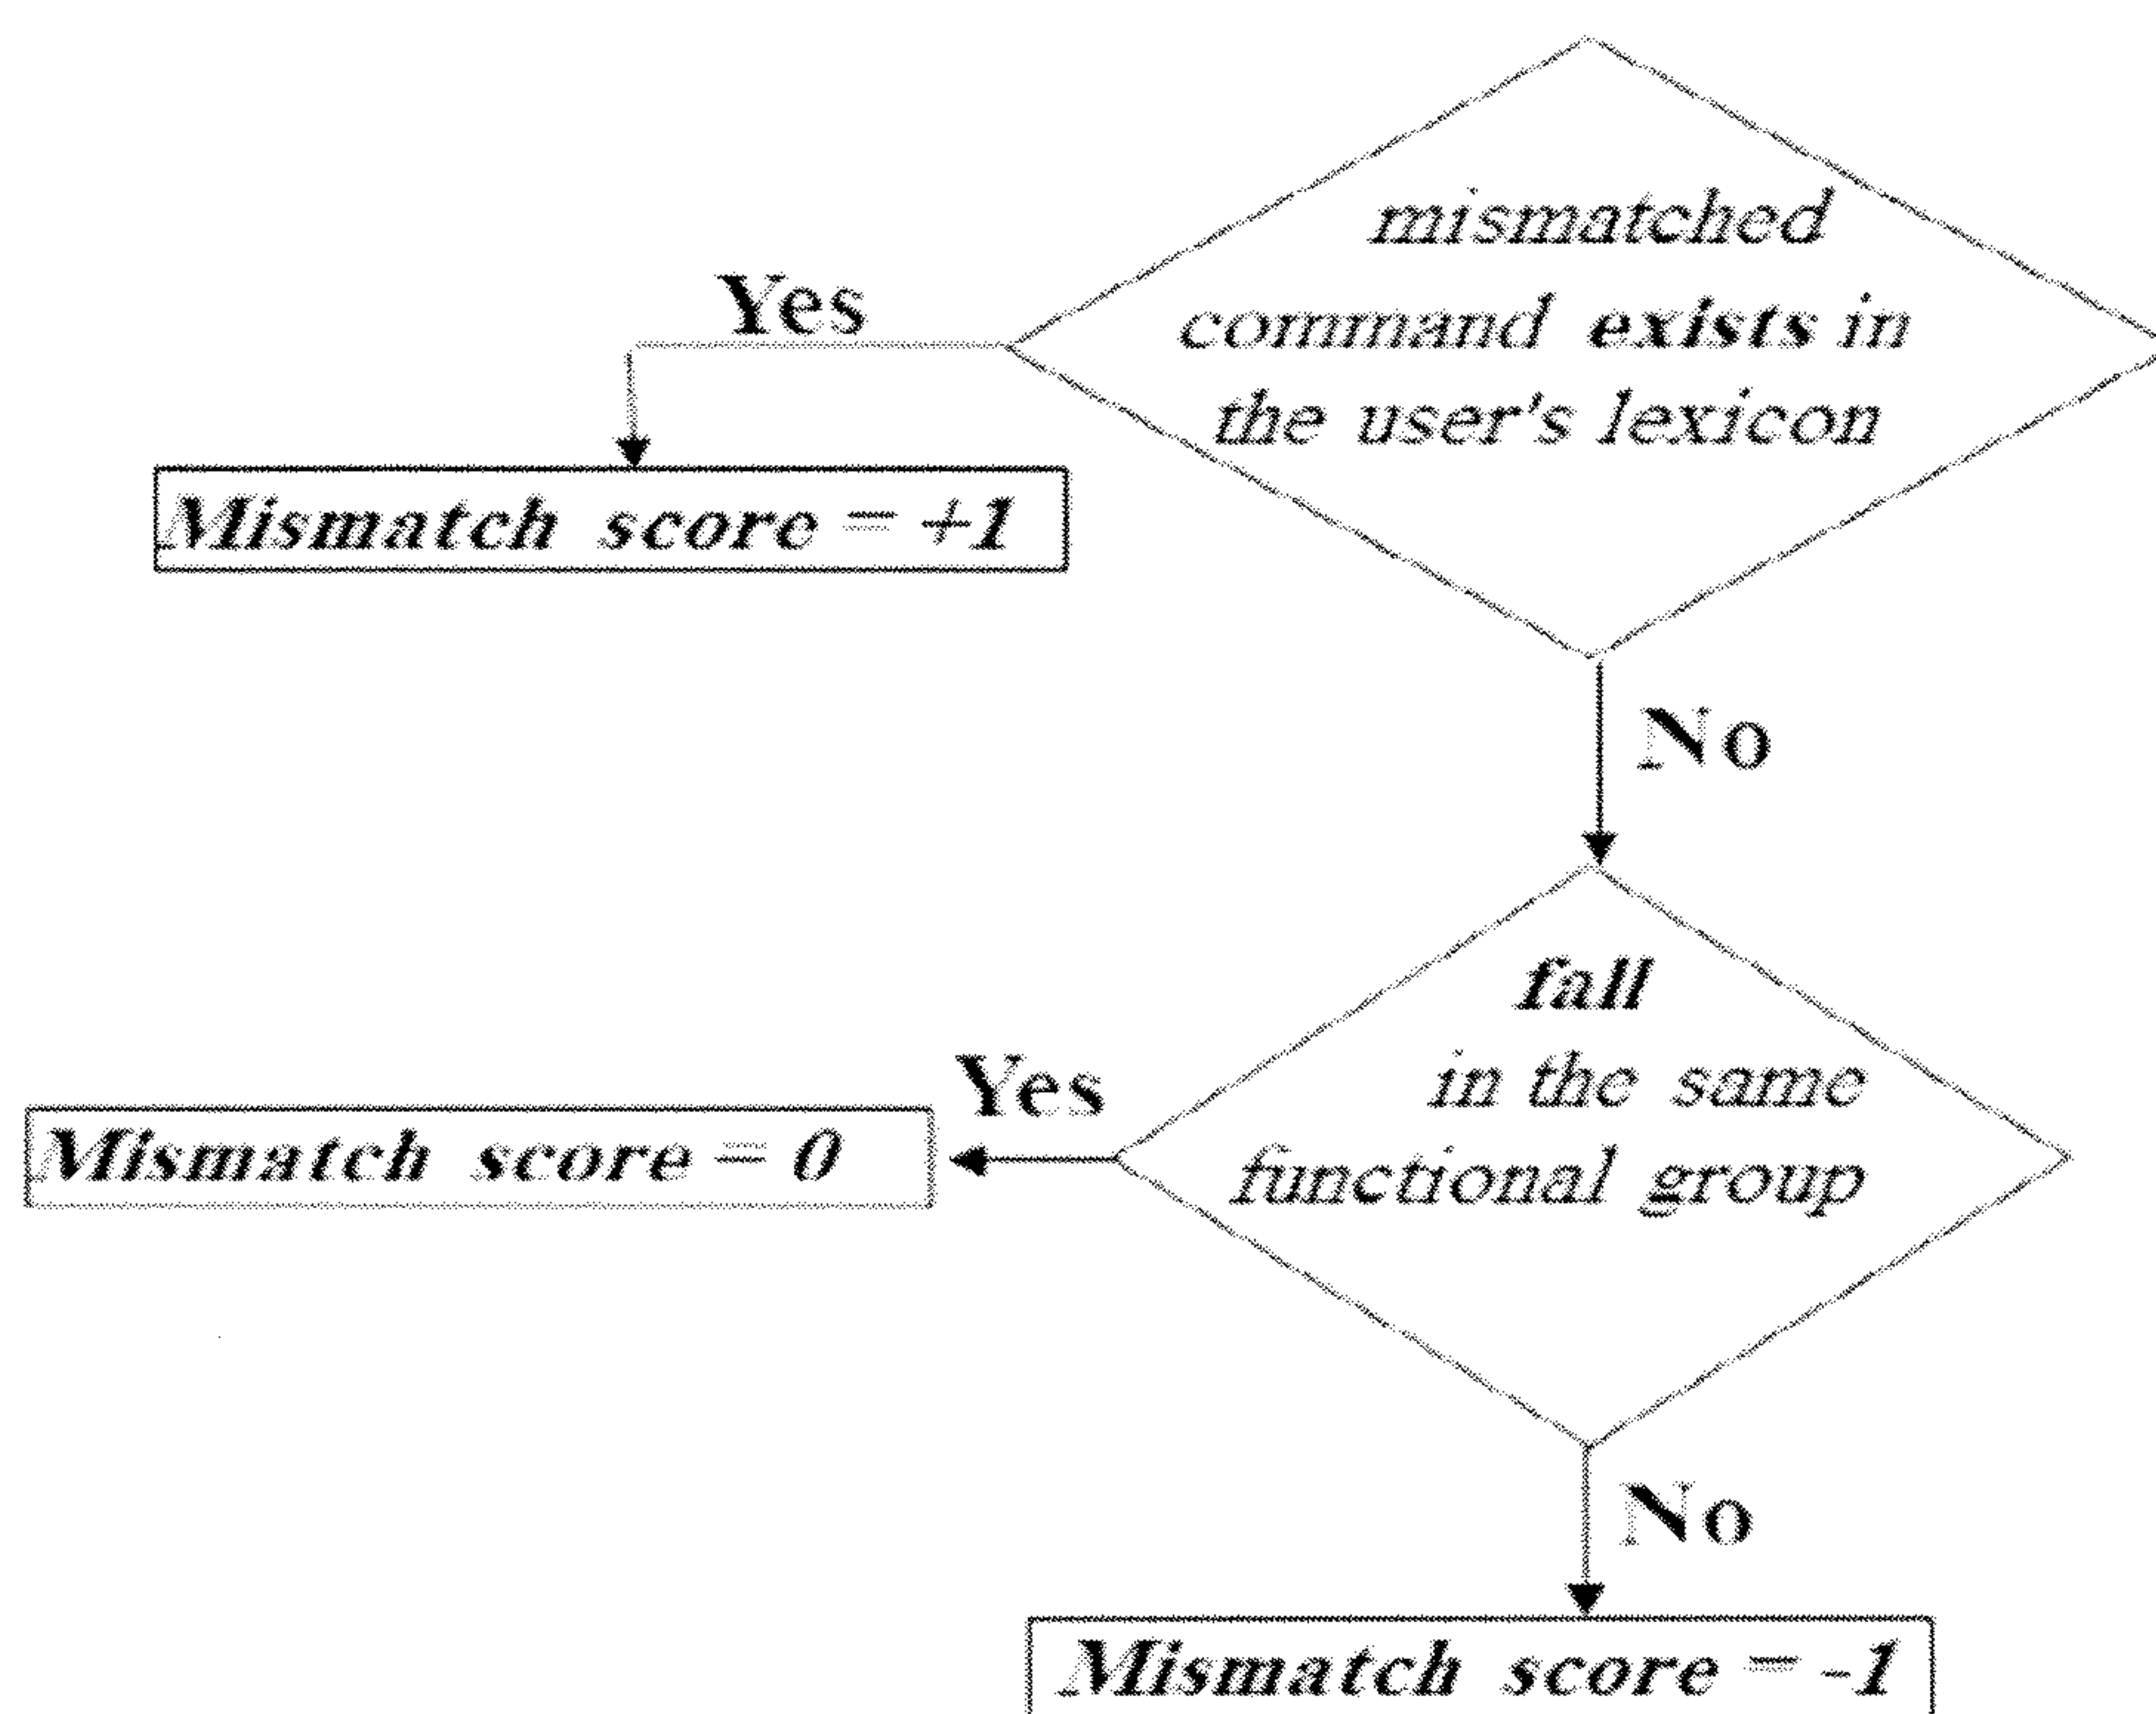 mismatched
command exists in
the user's lexicon
Yes
Mismatch score = +1
No
fall
in the same
functional group
Yes
Mismatch score = 0
No
Mismatch score = -1